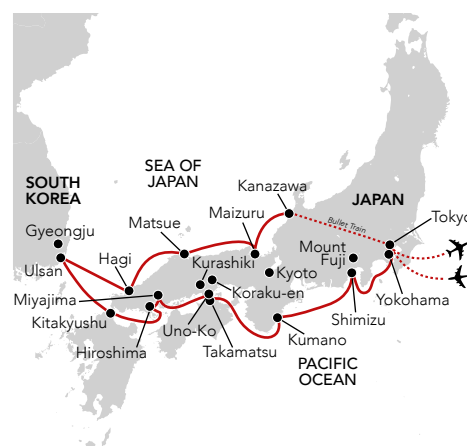 SEA OF
JAPAN
SOUTH
KOREA
Kanazawa
JAPAN
Bullet Train
Tokyo
Gyeongju
Matsue
Maizuru
Ulsan
Hagi
Kurashiki
Mount
Fuji
Kyoto
Miyajima
Koraku-en
Yokohama
Kitakyushu
Uno-Ko
Shimizu
Hiroshima
Takamatsu
Kumano
PACIFIC
OCEAN